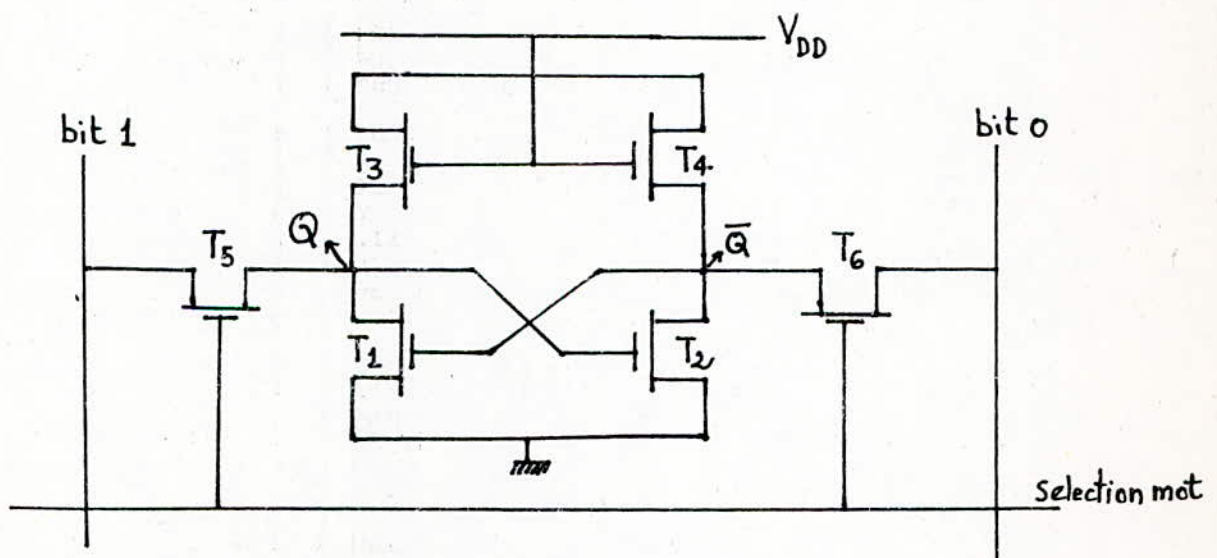 V_DD
bit 1
bit 0
T3
T4.
Q
Q̅
T5
T6
T1
T2
Selection mot